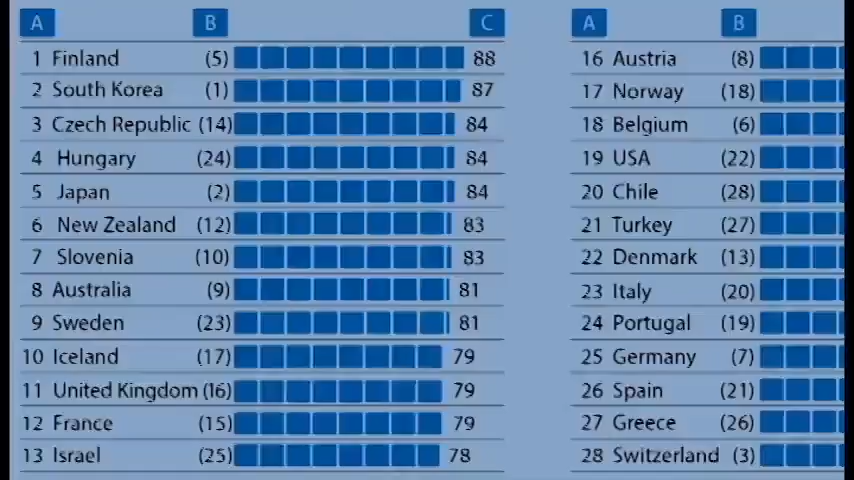 A B C
1 Finland (5) 88
2 South Korea (1) 87
3 Czech Republic (14) 84
4 Hungary (24) 84
5 Japan (2) 84
6 New Zealand (12) 83
7 Slovenia (10) 83
8 Australia (9) 81
9 Sweden (23) 81
10 Iceland (17) 79
11 United Kingdom (16) 79
12 France (15) 79
13 Israel (25) 78
A B
16 Austria (8)
17 Norway (18)
18 Belgium (6)
19 USA (22)
20 Chile (28)
21 Turkey (27)
22 Denmark (13)
23 Italy (20)
24 Portugal (19)
25 Germany (7)
26 Spain (21)
27 Greece (26)
28 Switzerland (3)